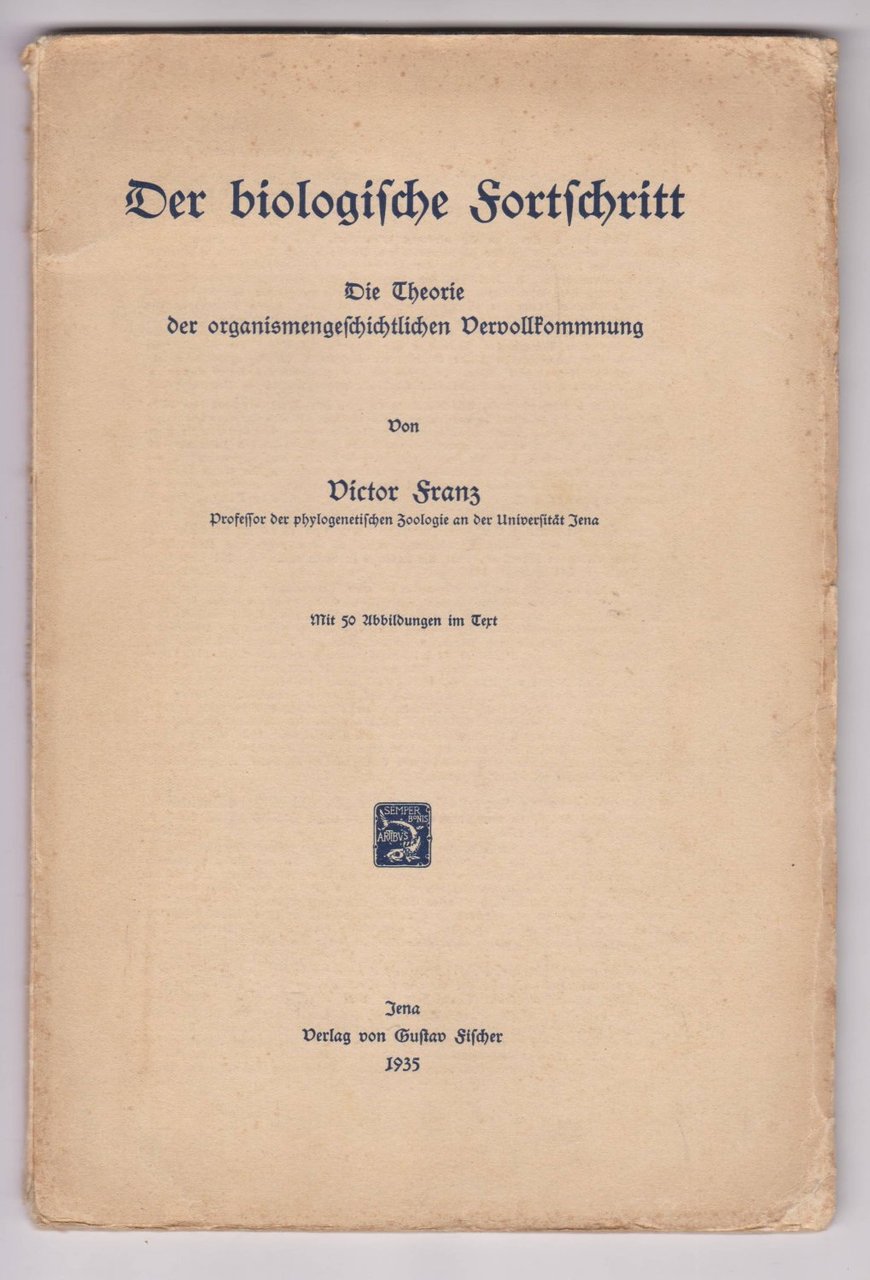 Der biologiſche Fortſchritt
Die Theorie
der organismengeſchichtlichen Vervollkommnung
Von
Victor Franz
Profeſſor der phylogenetiſchen Zoologie an der Univerſität Jena
Mit 50 Abbildungen im Text
SEMPER
BONIS
ARTIBVS
Jena
Verlag von Guſtav Fiſcher
1935